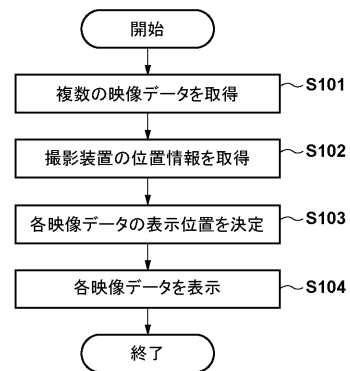 開始
複数の映像データを取得 S101
撮影装置の位置情報を取得 S102
各映像データの表示位置を決定 S103
各映像データを表示 S104
終了